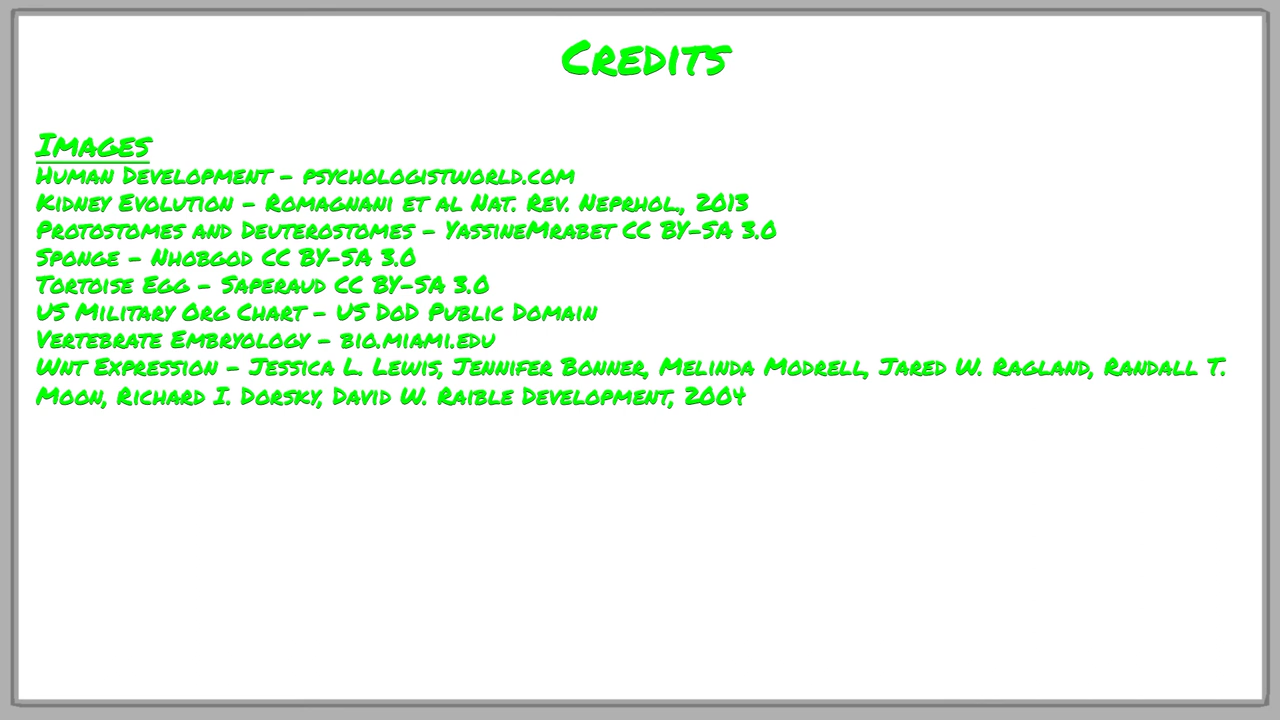 Credits
Images
Human Development - psychologistworld.com
Kidney Evolution - Romagnani et al Nat. Rev. Neprhol., 2013
Protostomes and Deuterostomes - YassineMrabet CC BY-SA 3.0
Sponge - Nhobgod CC BY-SA 3.0
Tortoise Egg - Saperaud CC BY-SA 3.0
US Military Org Chart - US DoD Public Domain
Vertebrate Embryology - bio.miami.edu
Wnt Expression - Jessica L. Lewis, Jennifer Bonner, Melinda Modrell, Jared W. Ragland, Randall T.
Moon, Richard I. Dorsky, David W. Raible Development, 2004